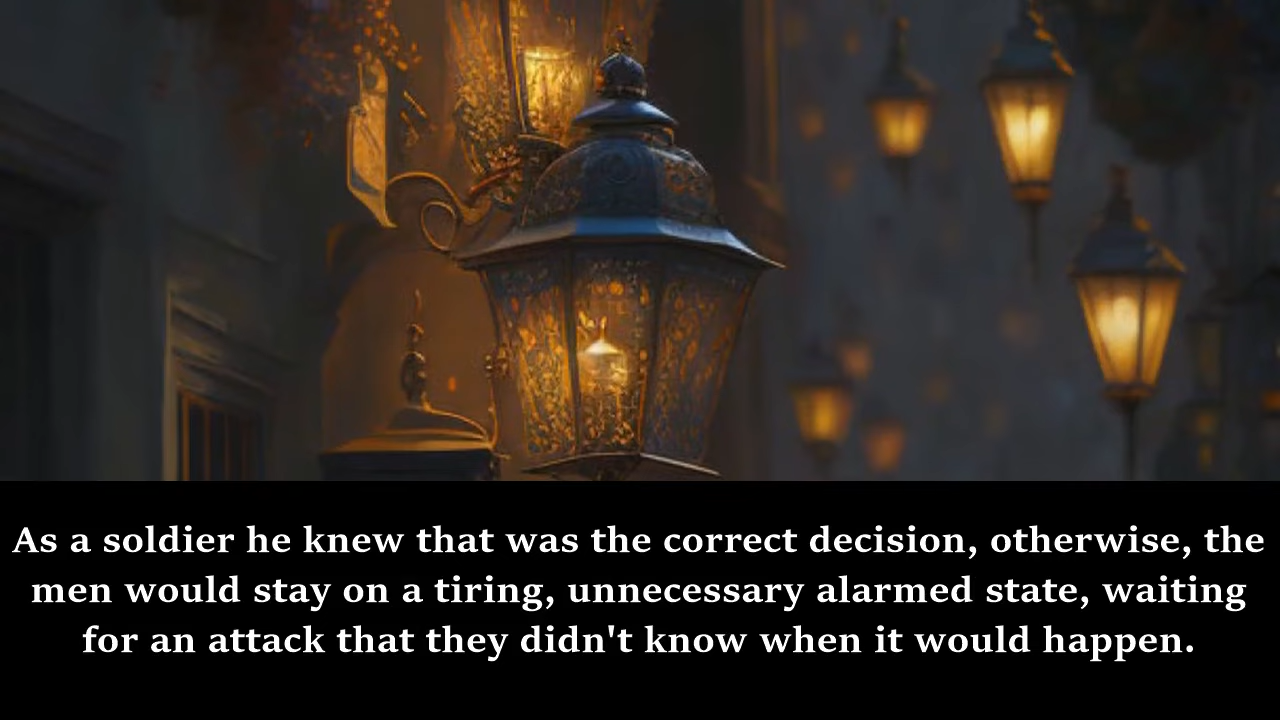 As a soldier he knew that was the correct decision, otherwise, the
men would stay on a tiring, unnecessary alarmed state, waiting
for an attack that they didn't know when it would happen.